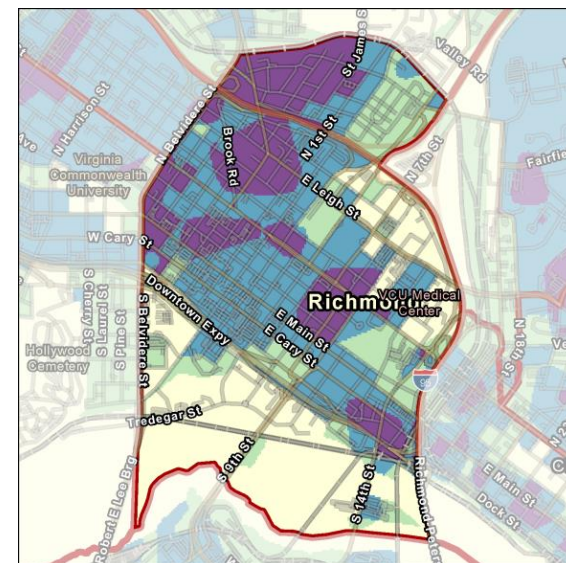 St James S
Valley Rd
N Harrison St
N Belvidere St
Ave
Brook Rd
N 1st St
N 7th St
Fairfie
Virginia
Commonwealth
University
E Leigh St
W Cary St
Richmond
VCU Medical
Center
S Cherry St
S Laurel St
S Pine St
S Belvidere St
Downtown Expy
E Main St
E Cary St
N 18th St
Hollywood
Cemetery
95
Tredegar St
S 9th St
S 14th St
E Main St
Dock St
Robert E Lee Brg
Richmond